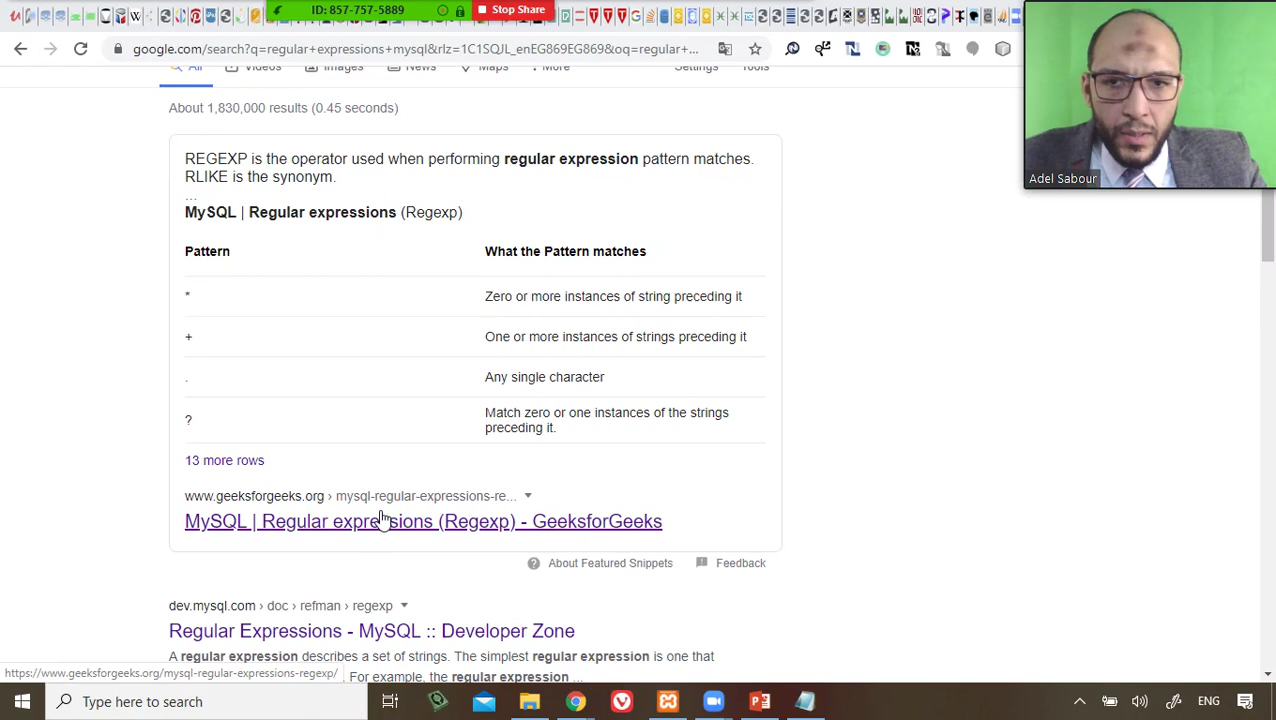 ID: 857-757-5889
Stop Share
google.com/search?q=regular+expressions+mysql&rlz=1C1SQJL_enEG869EG869&oq=regular+...
All
Videos
Images
News
Maps
More
Settings
Tools
About 1,830,000 results (0.45 seconds)
REGEXP is the operator used when performing regular expression pattern matches.
RLIKE is the synonym.
...
MySQL | Regular expressions (Regexp)
Pattern
What the Pattern matches
*
Zero or more instances of string preceding it
+
One or more instances of strings preceding it
.
Any single character
?
Match zero or one instances of the strings
preceding it.
13 more rows
www.geeksforgeeks.org › mysql-regular-expressions-re...
MySQL | Regular expressions (Regexp) - GeeksforGeeks
About Featured Snippets
Feedback
dev.mysql.com › doc › refman › regexp
Regular Expressions - MySQL :: Developer Zone
A regular expression describes a set of strings. The simplest regular expression is one that
For example, the regular expression ...
https://www.geeksforgeeks.org/mysql-regular-expressions-regexp/
Adel Sabour
Type here to search
ENG